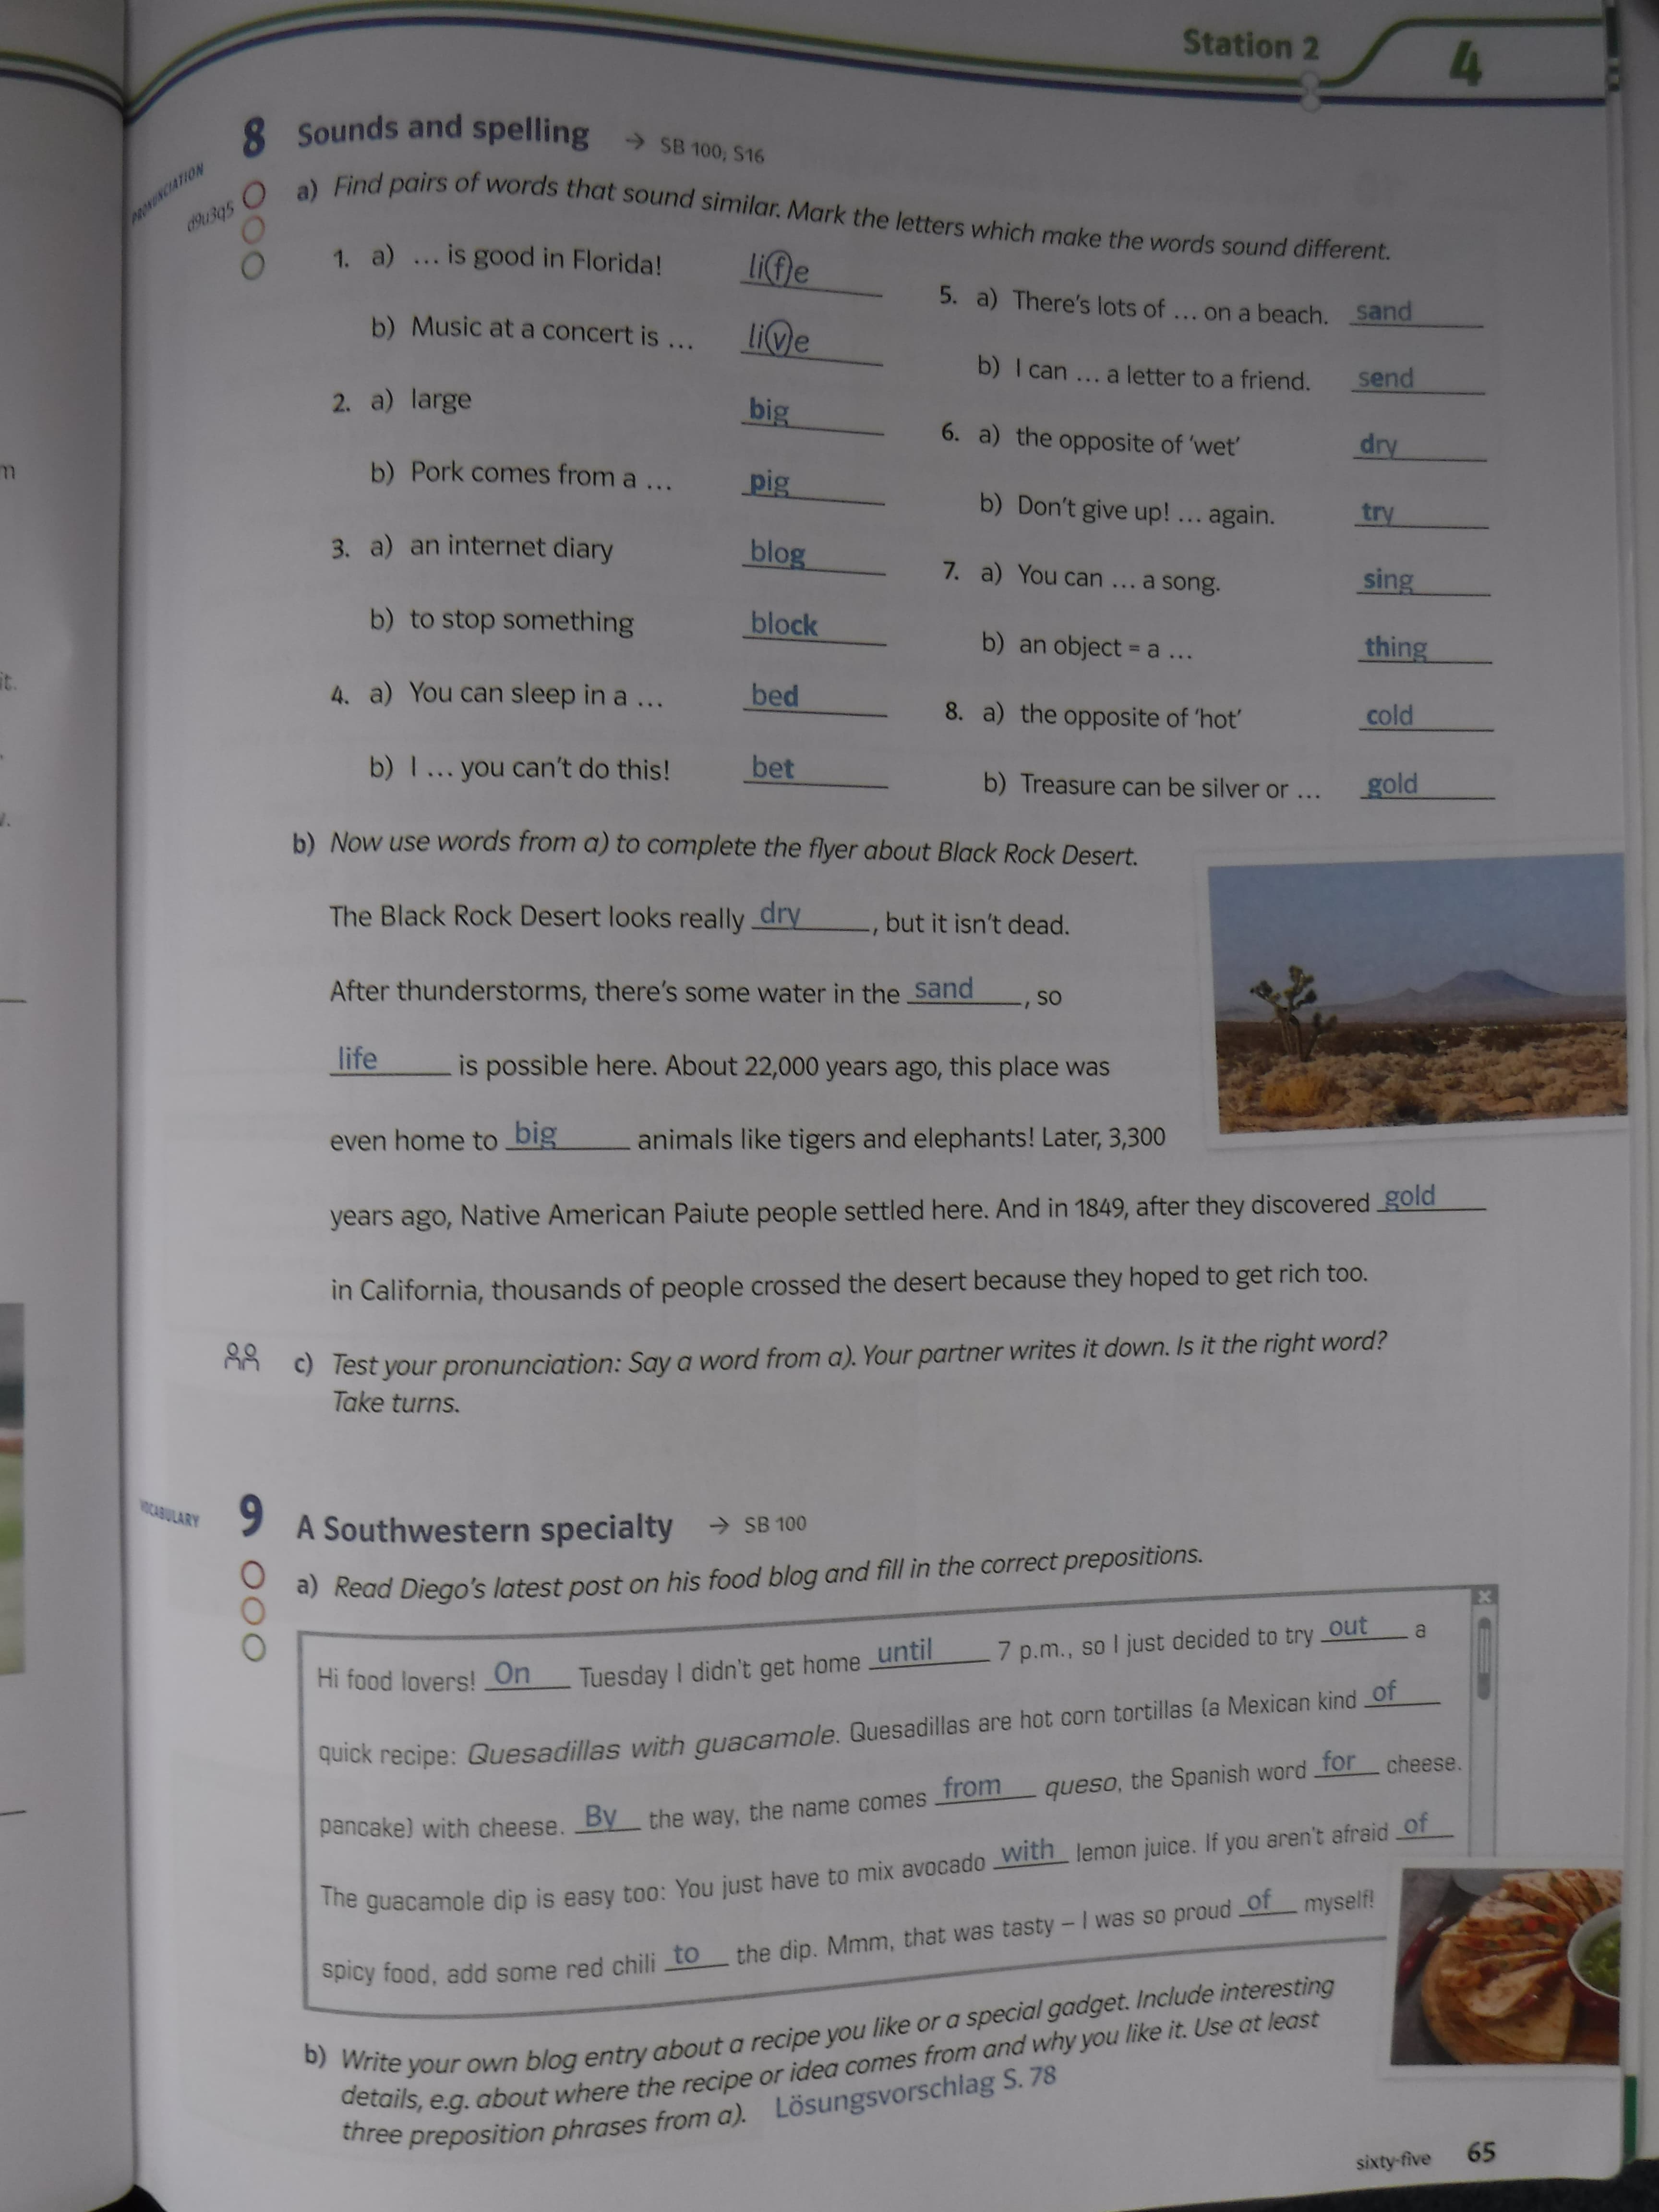 Station 2 4
8 Sounds and spelling → SB 100, S16
PRONUNCIATION
d9u3q5
a) Find pairs of words that sound similar. Mark the letters which make the words sound different.
1. a) … is good in Florida! life
b) Music at a concert is … live
2. a) large big
b) Pork comes from a … pig
3. a) an internet diary blog
b) to stop something block
4. a) You can sleep in a … bed
b) I … you can't do this! bet
5. a) There's lots of … on a beach. sand
b) I can … a letter to a friend. send
6. a) the opposite of 'wet' dry
b) Don't give up! … again. try
7. a) You can … a song. sing
b) an object = a … thing
8. a) the opposite of 'hot' cold
b) Treasure can be silver or … gold
b) Now use words from a) to complete the flyer about Black Rock Desert.
The Black Rock Desert looks really dry, but it isn't dead.
After thunderstorms, there's some water in the sand, so
life is possible here. About 22,000 years ago, this place was
even home to big animals like tigers and elephants! Later, 3,300
years ago, Native American Paiute people settled here. And in 1849, after they discovered gold
in California, thousands of people crossed the desert because they hoped to get rich too.
c) Test your pronunciation: Say a word from a). Your partner writes it down. Is it the right word?
Take turns.
VOCABULARY
9 A Southwestern specialty → SB 100
a) Read Diego's latest post on his food blog and fill in the correct prepositions.
x
Hi food lovers! On Tuesday I didn't get home until 7 p.m., so I just decided to try out a
quick recipe: Quesadillas with guacamole. Quesadillas are hot corn tortillas (a Mexican kind of
pancake) with cheese. By the way, the name comes from queso, the Spanish word for cheese.
The guacamole dip is easy too: You just have to mix avocado with lemon juice. If you aren't afraid of
spicy food, add some red chili to the dip. Mmm, that was tasty – I was so proud of myself!
b) Write your own blog entry about a recipe you like or a special gadget. Include interesting
details, e.g. about where the recipe or idea comes from and why you like it. Use at least
three preposition phrases from a). Lösungsvorschlag S. 78
sixty-five 65